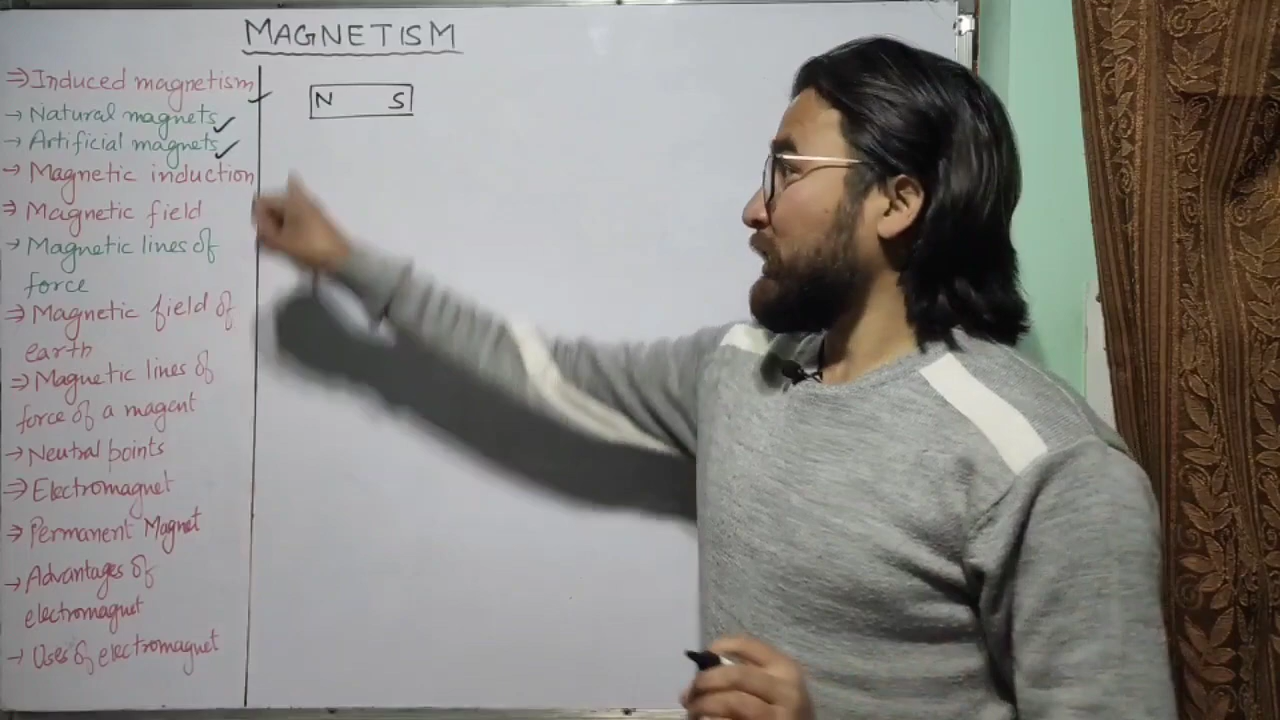 MAGNETISM
⇒ Induced magnetism
→ Natural magnets ✓
→ Artificial magnets ✓
→ Magnetic induction
⇒ Magnetic field
→ Magnetic lines of
force
⇒ Magnetic field of
earth
⇒ Magnetic lines of
force of a magant
→ Neutral points
⇒ Electromagnet
→ Permanent Magnet
→ Advantages of
electromagnet
→ Uses of electromagnet
N S